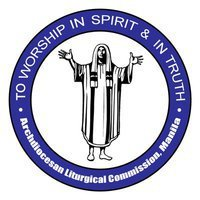 TO WORSHIP IN SPIRIT & IN TRUTH
Archdiocesan Liturgical Commission, Manila